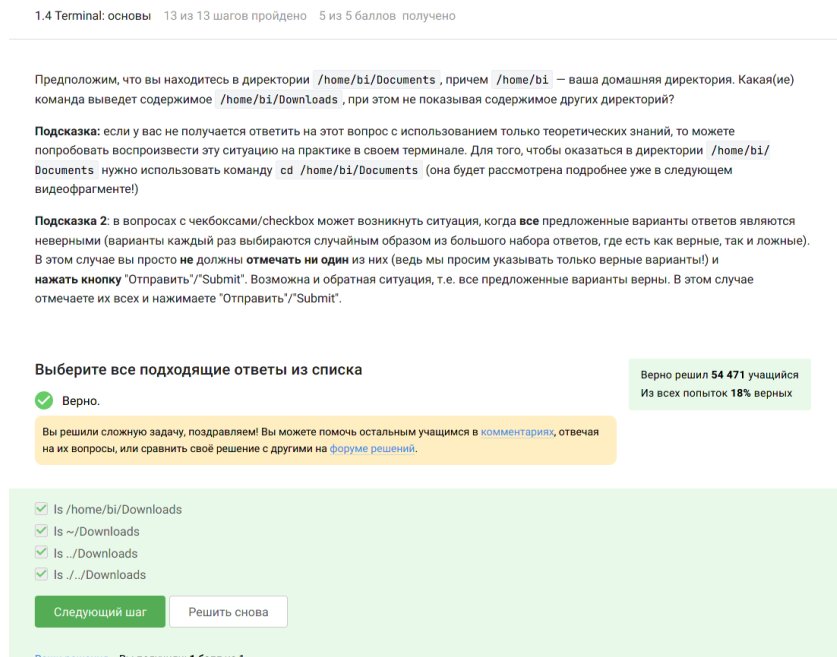 1.4 Terminal: основы 13 из 13 шагов пройдено 5 из 5 баллов получено
Предположим, что вы находитесь в директории /home/bi/Documents, причем /home/bi — ваша домашняя директория. Какая(ие)
команда выведет содержимое /home/bi/Downloads, при этом не показывая содержимое других директорий?
Подсказка: если у вас не получается ответить на этот вопрос с использованием только теоретических знаний, то можете
попробовать воспроизвести эту ситуацию на практике в своем терминале. Для того, чтобы оказаться в директории /home/bi/
Documents нужно использовать команду cd /home/bi/Documents (она будет рассмотрена подробнее уже в следующем
видеофрагменте!)
Подсказка 2: в вопросах с чекбоксами/checkbox может возникнуть ситуация, когда все предложенные варианты ответов являются
неверными (варианты каждый раз выбираются случайным образом из большого набора ответов, где есть как верные, так и ложные).
В этом случае вы просто не должны отмечать ни один из них (ведь мы просим указывать только верные варианты!) и
нажать кнопку "Отправить"/"Submit". Возможна и обратная ситуация, т.е. все предложенные варианты верны. В этом случае
отмечаете их всех и нажимаете "Отправить"/"Submit".
Выберите все подходящие ответы из списка
Верно.
Вы решили сложную задачу, поздравляем! Вы можете помочь остальным учащимся в комментариях, отвечая
на их вопросы, или сравнить своё решение с другими на форуме решений.
Верно решил 54 471 учащийся
Из всех попыток 18% верных
ls /home/bi/Downloads
ls ~/Downloads
ls ../Downloads
ls ./../Downloads
Следующий шаг Решить снова